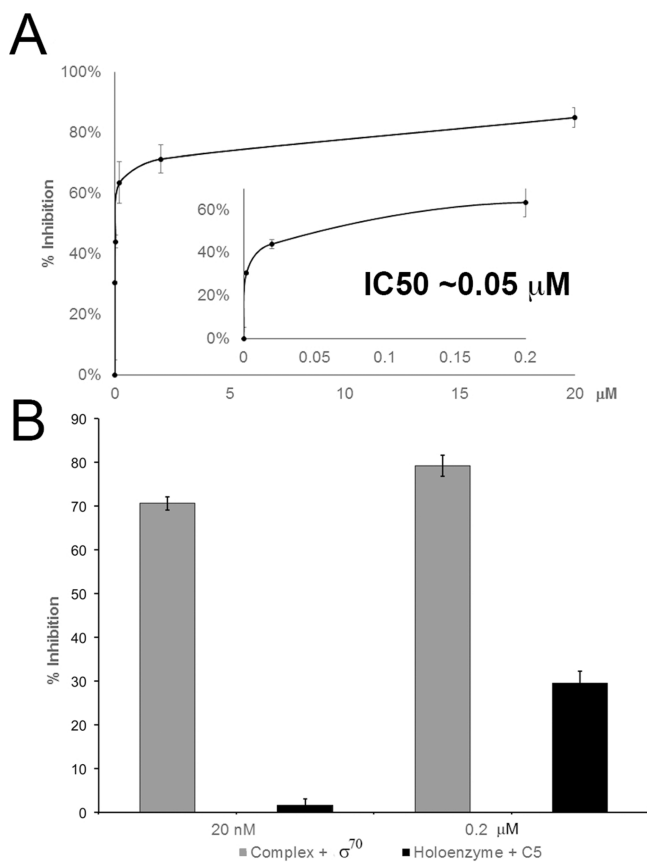 A
100%
80%
60%
40%
20%
0%
% Inhibition
60%
40%
20%
0%
IC50 ~0.05 μM
0 0.05 0.1 0.15 0.2
0 5 10 15 20 μM
B
90
80
70
60
50
40
30
20
10
0
% Inhibition
20 nM 0.2 μM
Complex + σ70 Holoenzyme + C5